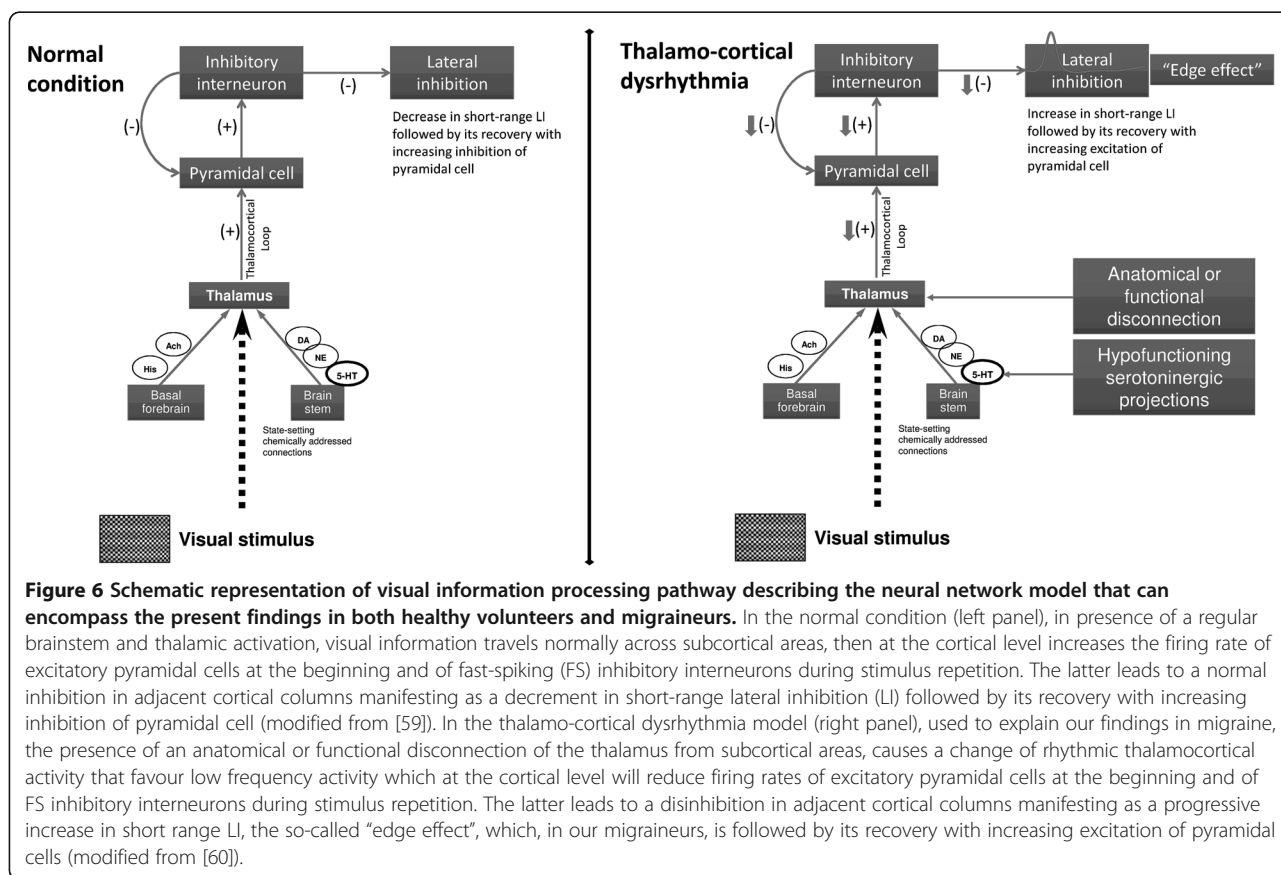 Normal
condition
Inhibitory
interneuron
(-)
Lateral
inhibition
Decrease in short-range LI
followed by its recovery with
increasing inhibition of
pyramidal cell
(-)
(+)
Pyramidal cell
(+)
Thalamocortical
Loop
Thalamus
Ach
His
DA
NE
5-HT
Basal
forebrain
Brain
stem
State-setting
chemically addressed
connections
Visual stimulus
Thalamo-cortical
dysrhythmia
Inhibitory
interneuron
(-)
Lateral
inhibition
“Edge effect”
Increase in short-range LI
followed by its recovery with
increasing excitation of
pyramidal cell
(-)
(+)
Pyramidal cell
(+)
Thalamocortical
Loop
Thalamus
Anatomical or
functional
disconnection
Ach
His
DA
NE
5-HT
Hypofunctioning
serotoninergic
projections
Basal
forebrain
Brain
stem
State-setting
chemically addressed
connections
Visual stimulus
Figure 6 Schematic representation of visual information processing pathway describing the neural network model that can
encompass the present findings in both healthy volunteers and migraineurs. In the normal condition (left panel), in presence of a regular
brainstem and thalamic activation, visual information travels normally across subcortical areas, then at the cortical level increases the firing rate of
excitatory pyramidal cells at the beginning and of fast-spiking (FS) inhibitory interneurons during stimulus repetition. The latter leads to a normal
inhibition in adjacent cortical columns manifesting as a decrement in short-range lateral inhibition (LI) followed by its recovery with increasing
inhibition of pyramidal cell (modified from [59]). In the thalamo-cortical dysrhythmia model (right panel), used to explain our findings in migraine,
the presence of an anatomical or functional disconnection of the thalamus from subcortical areas, causes a change of rhythmic thalamocortical
activity that favour low frequency activity which at the cortical level will reduce firing rates of excitatory pyramidal cells at the beginning and of
FS inhibitory interneurons during stimulus repetition. The latter leads to a disinhibition in adjacent cortical columns manifesting as a progressive
increase in short range LI, the so-called “edge effect”, which, in our migraineurs, is followed by its recovery with increasing excitation of pyramidal
cells (modified from [60]).